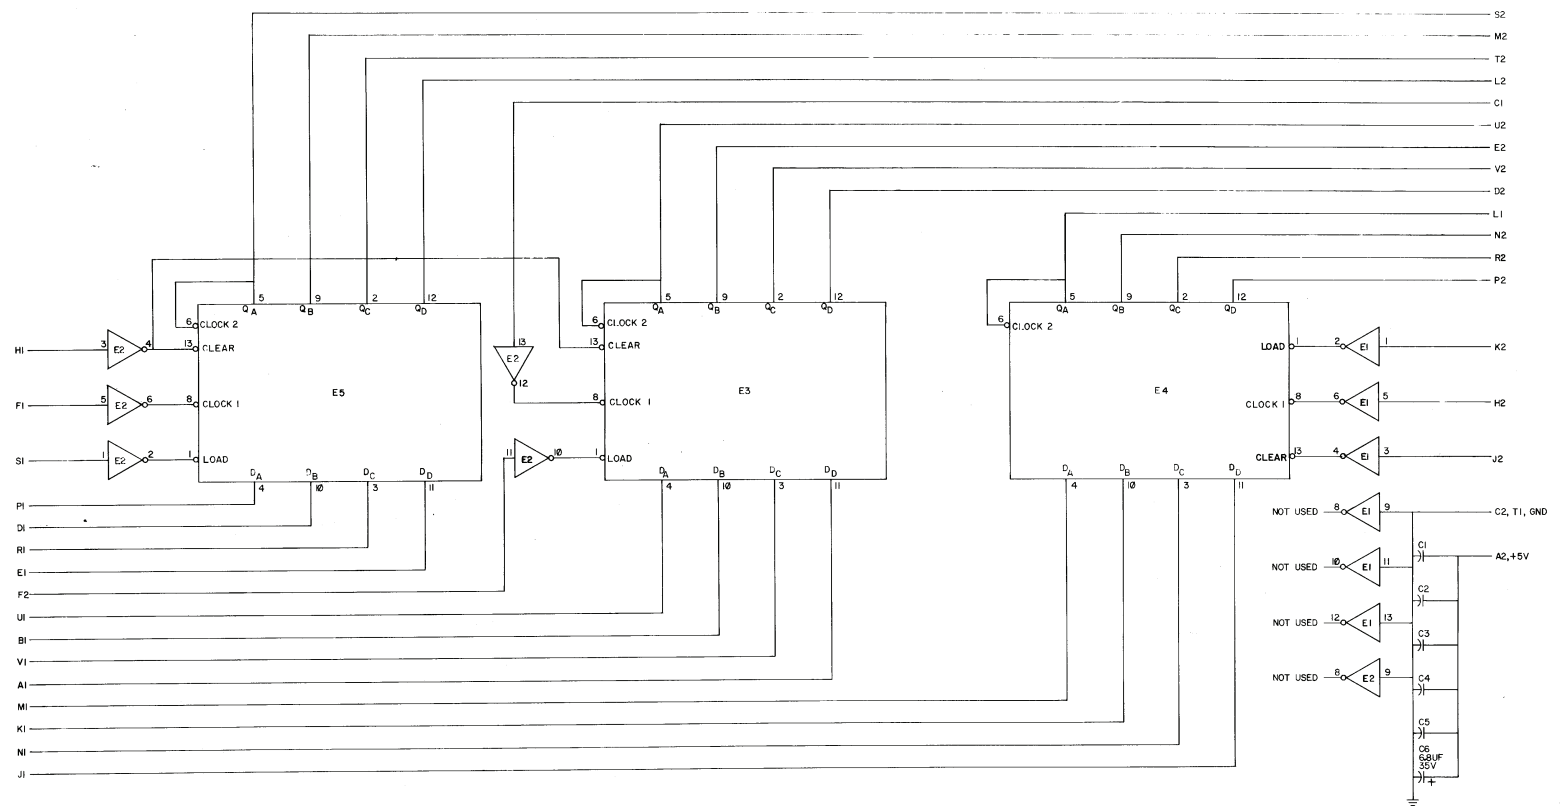 S2
M2
T2
L2
C1
U2
E2
V2
D2
L1
N2
R2
P2
5 9 2 12
QA QB QC QD
5 9 2 12
QA QB QC QD
5 9 2 12
QA QB QC QD
6 CLOCK 2
6 CLOCK 2
6 CLOCK 2
H1 3 E2 4 13 CLEAR
13 E2 12
13 CLEAR
LOAD 1 2 E1 1 K2
E5
E3
E4
F1 5 E2 6 8 CLOCK 1
8 CLOCK 1
CLOCK 1 8 6 E1 5 H2
S1 1 E2 2 1 LOAD
11 E2 10 1 LOAD
CLEAR 13 4 E1 3 J2
DA DB DC DD
4 10 3 11
DA DB DC DD
4 10 3 11
DA DB DC DD
4 10 3 11
P1
D1
R1
E1
F2
U1
B1
V1
A1
M1
K1
N1
J1
NOT USED 8 E1 9 C2, T1, GND
C1 A2, +5V
NOT USED 10 E1 11
C2
NOT USED 12 E1 13
C3
NOT USED 8 E2 9
C4
C5
C6
6.8UF
35V
+